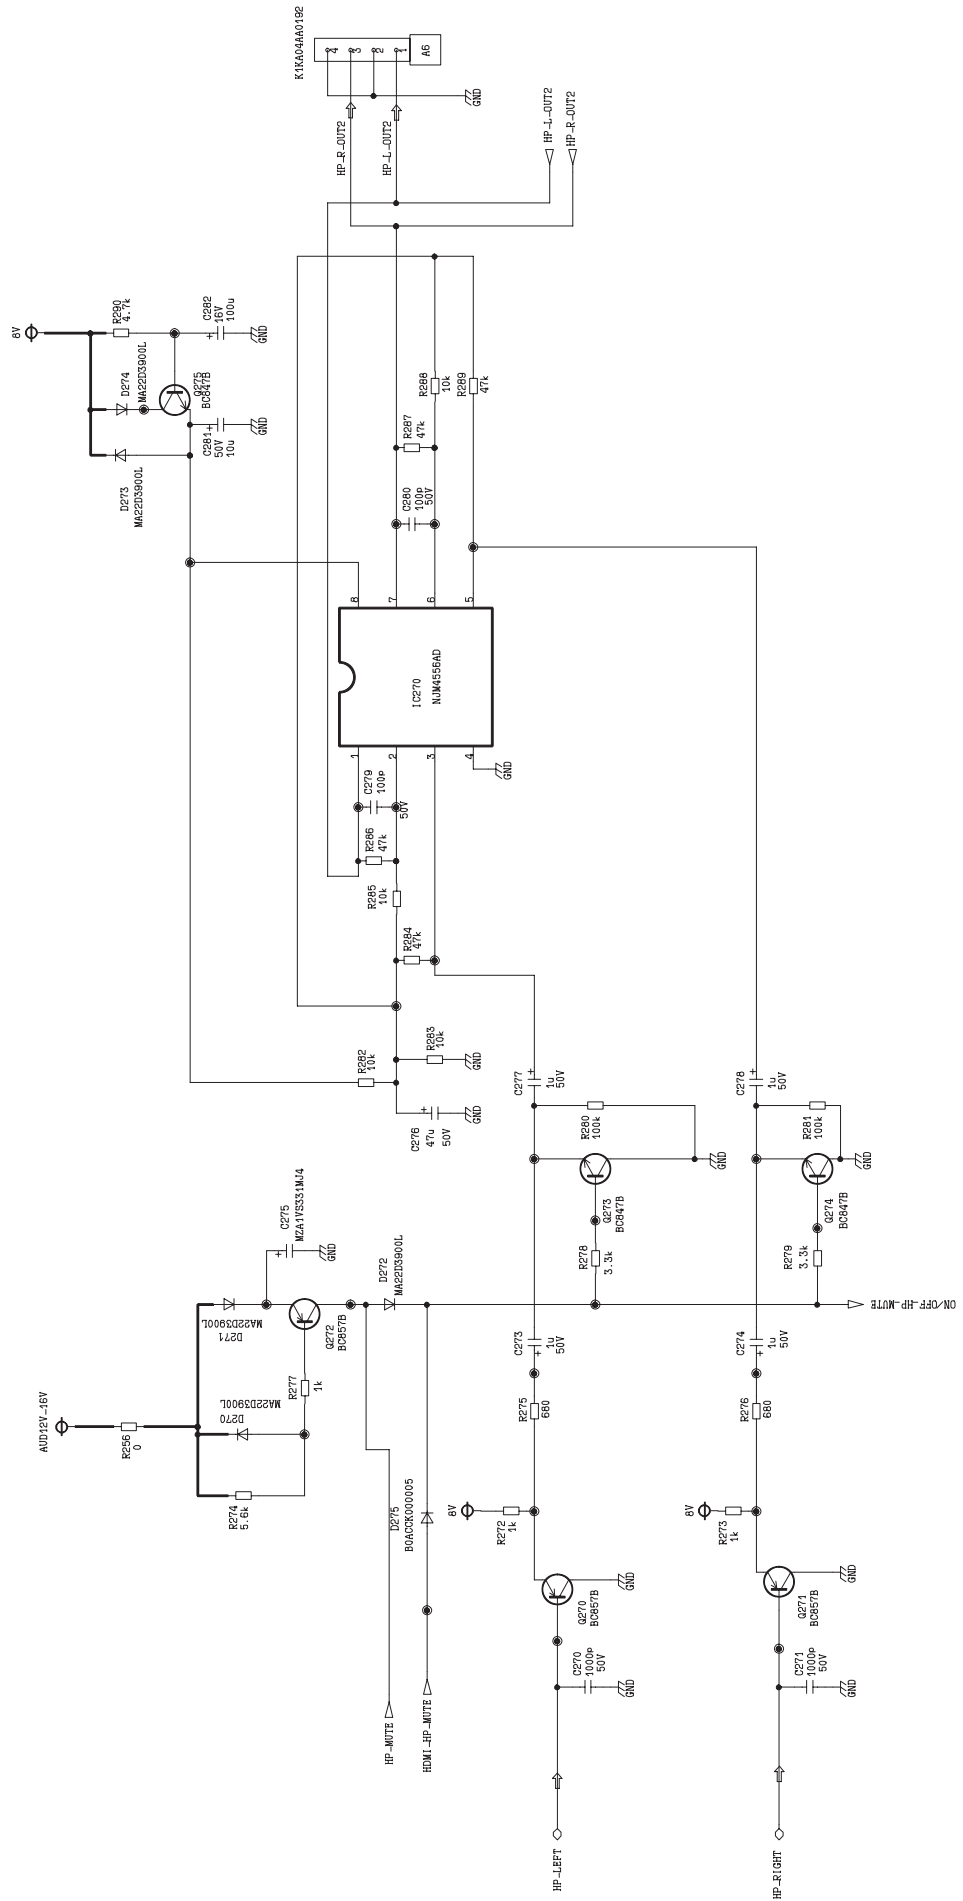 K1KA04AA0192
4
3
2
1
A6
GND
HP-R-OUT2
HP-L-OUT2
HP-L-OUT2
HP-R-OUT2
8V
R290
4.7k
D274
MA22D3900L
Q275
BC847B
C282
16V
100u
GND
C281
50V
10u
GND
D273
MA22D3900L
R288
10k
R289
47k
R287
47k
C280
100p
50V
8
7
6
5
IC270
NJM4556AD
1
2
3
4
GND
C279
100p
50V
R286
47k
R285
10k
R284
47k
R283
10k
GND
R282
10k
C276
47u
50V
GND
C277
1u
50V
C278
1u
50V
R280
100k
GND
R281
100k
GND
Q273
BC847B
Q274
BC847B
R278
3.3k
R279
3.3k
ON/OFF-HP-MUTE
C275
MZA1VS331MJ4
GND
D272
MA22D3900L
D271
MA22D3900L
Q272
BC857B
R277
1k
D270
MA22D3900L
AUD12V-16V
R256
0
R274
5.6k
D275
B0ACCK000005
C273
1u
50V
C274
1u
50V
R275
680
R276
680
8V
R272
1k
8V
R273
1k
Q270
BC857B
GND
Q271
BC857B
GND
C270
1000p
50V
GND
C271
1000p
50V
GND
HP-MUTE
HDMI-HP-MUTE
HP-LEFT
HP-RIGHT